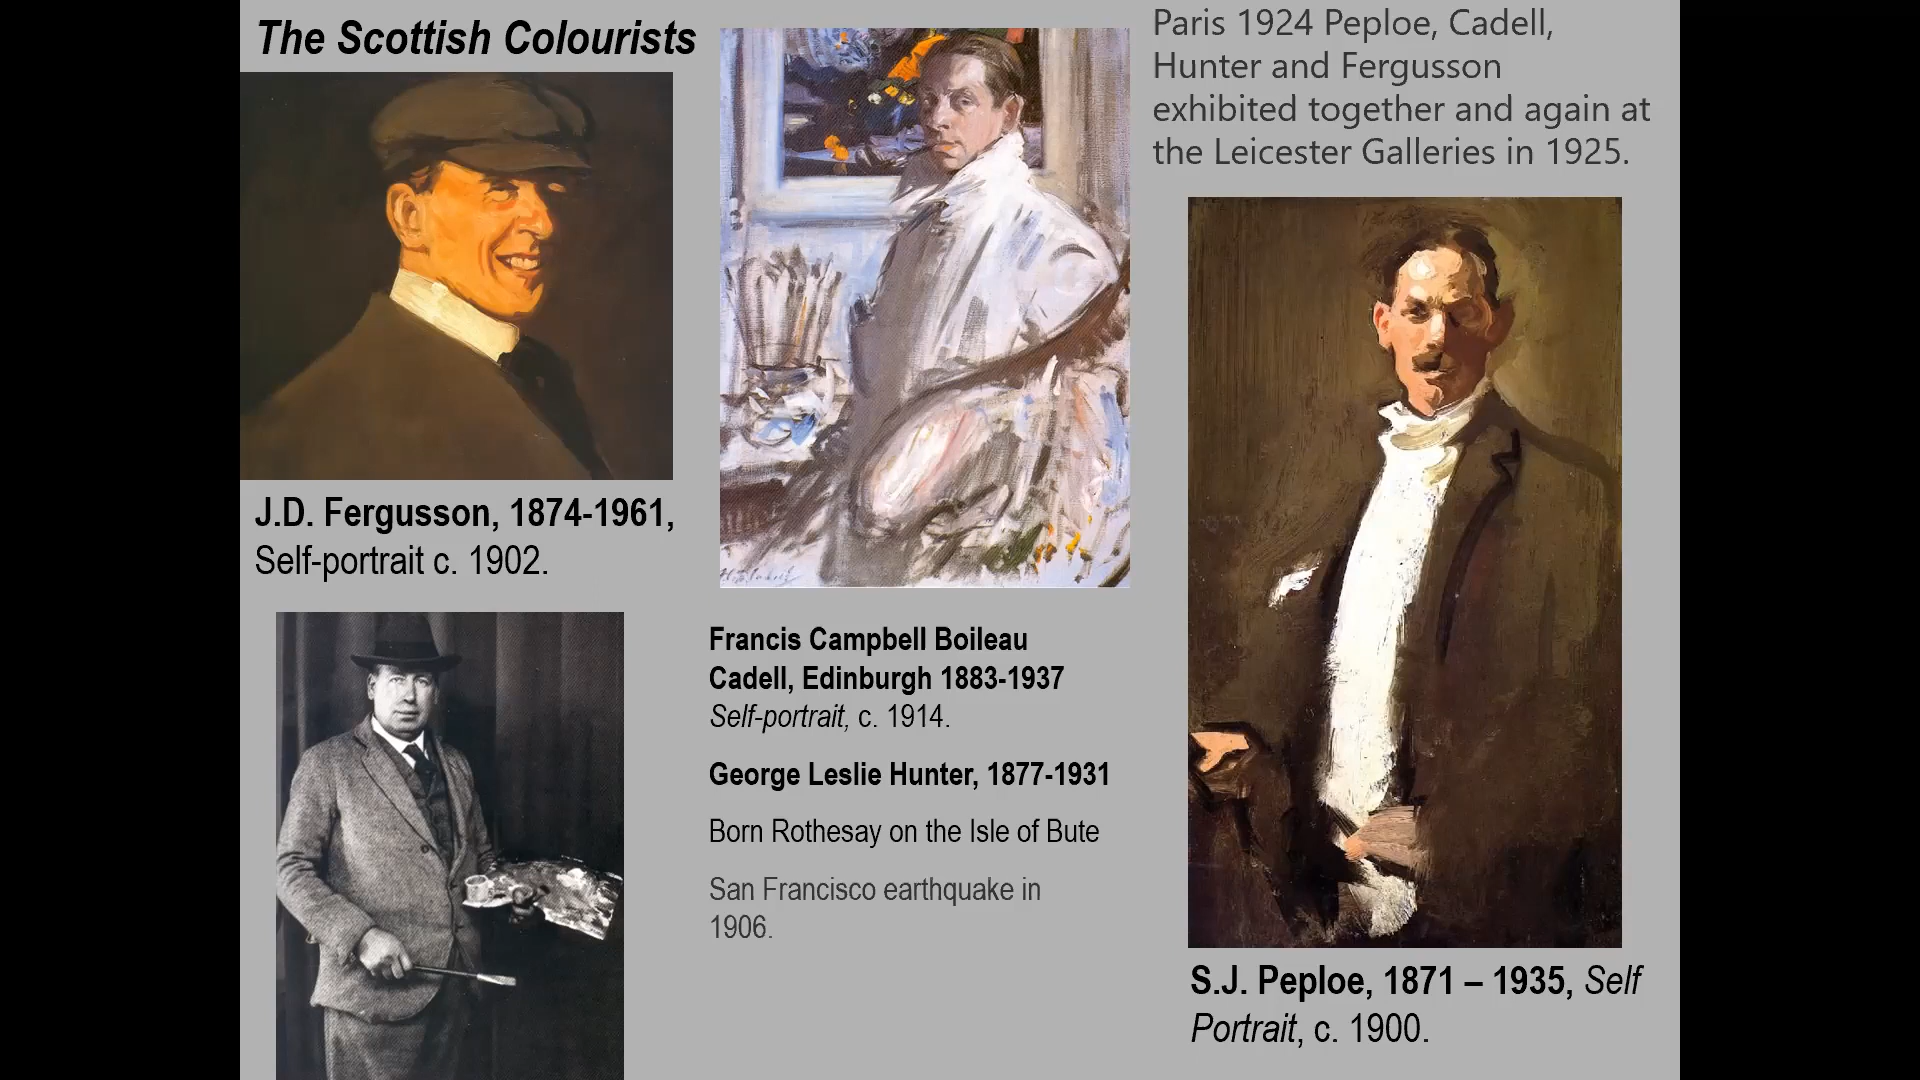 The Scottish Colourists
Paris 1924 Peploe, Cadell,
Hunter and Fergusson
exhibited together and again at
the Leicester Galleries in 1925.
J.D. Fergusson, 1874-1961,
Self-portrait c. 1902.
Francis Campbell Boileau
Cadell, Edinburgh 1883-1937
Self-portrait, c. 1914.
George Leslie Hunter, 1877-1931
Born Rothesay on the Isle of Bute
San Francisco earthquake in
1906.
S.J. Peploe, 1871 – 1935, Self
Portrait, c. 1900.